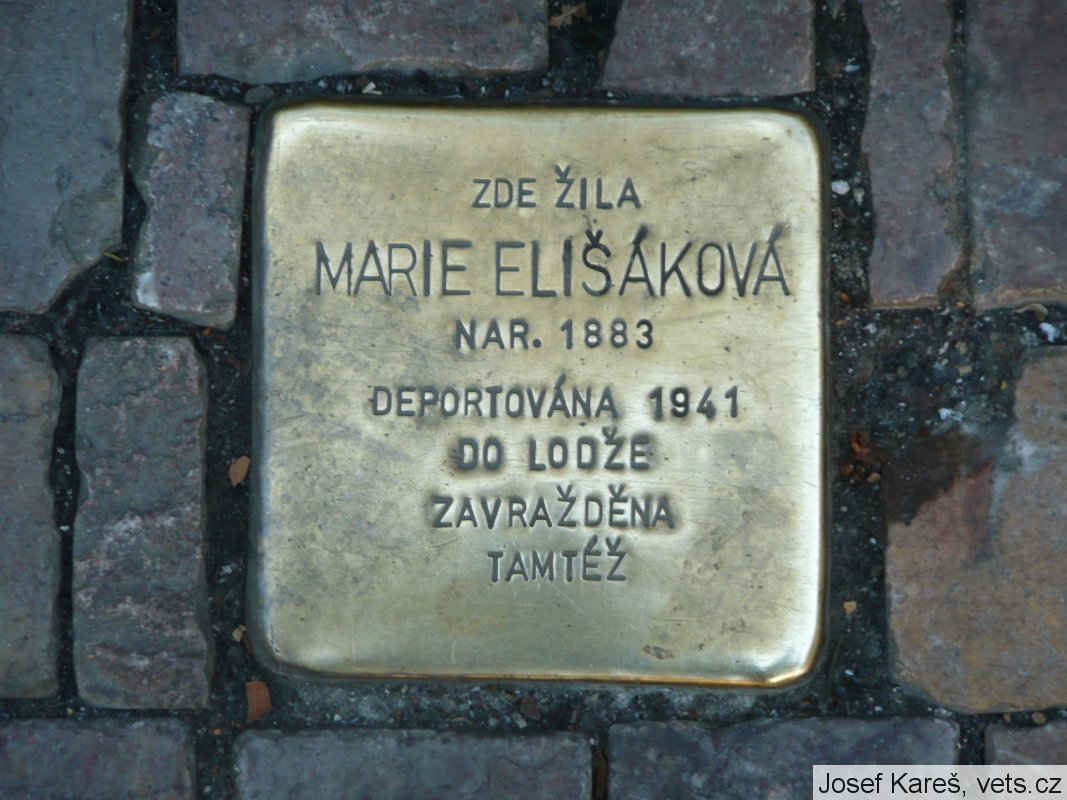 ZDE ŽILA
MARIE ELIŠÁKOVÁ
NAR. 1883
DEPORTOVÁNA 1941
DO LODŽE
ZAVRAŽDĚNA
TAMTÉŽ
Josef Kareš, vets.cz